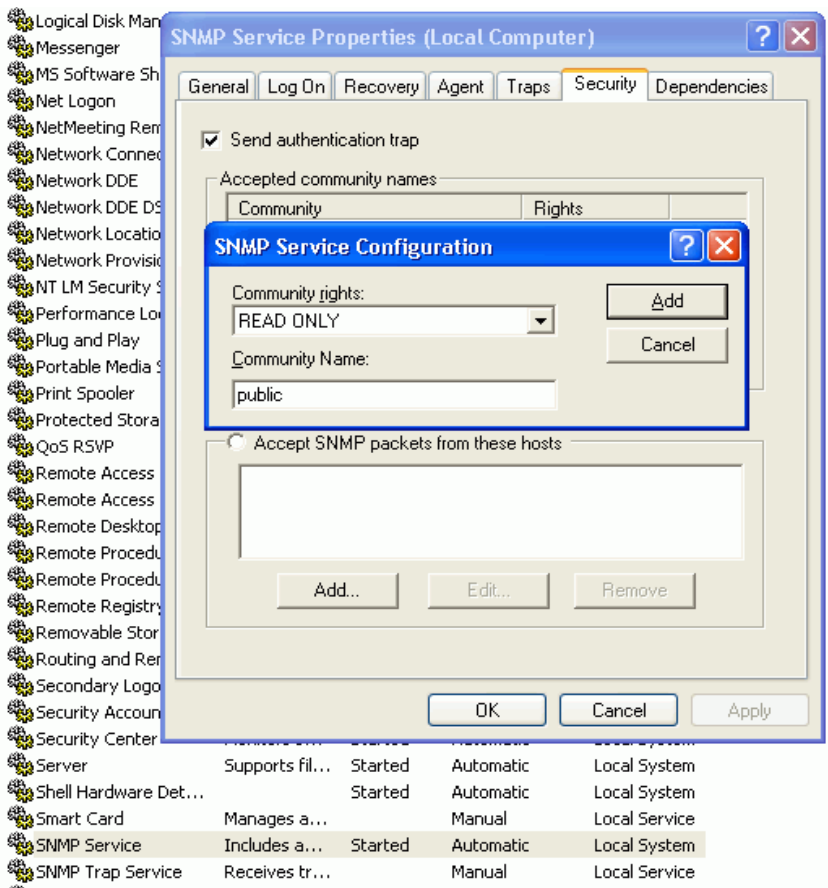 Logical Disk Man
Messenger
MS Software Sh
Net Logon
NetMeeting Rem
Network Connec
Network DDE
Network DDE DS
Network Locatio
Network Provisio
NT LM Security S
Performance Lo
Plug and Play
Portable Media S
Print Spooler
Protected Stora
QoS RSVP
Remote Access
Remote Access
Remote Desktop
Remote Procedu
Remote Procedu
Remote Registry
Removable Stor
Routing and Rem
Secondary Logo
Security Accoun
Security Center
SNMP Service Properties (Local Computer)
General Log On Recovery Agent Traps Security Dependencies
Send authentication trap
Accepted community names
Community Rights
SNMP Service Configuration
Community rights:
READ ONLY
Add
Cancel
Community Name:
public
Accept SNMP packets from these hosts
Add... Edit... Remove
OK Cancel Apply
Server Supports fil... Started Automatic Local System
Shell Hardware Det... Started Automatic Local System
Smart Card Manages a... Manual Local Service
SNMP Service Includes a... Started Automatic Local System
SNMP Trap Service Receives tr... Manual Local Service